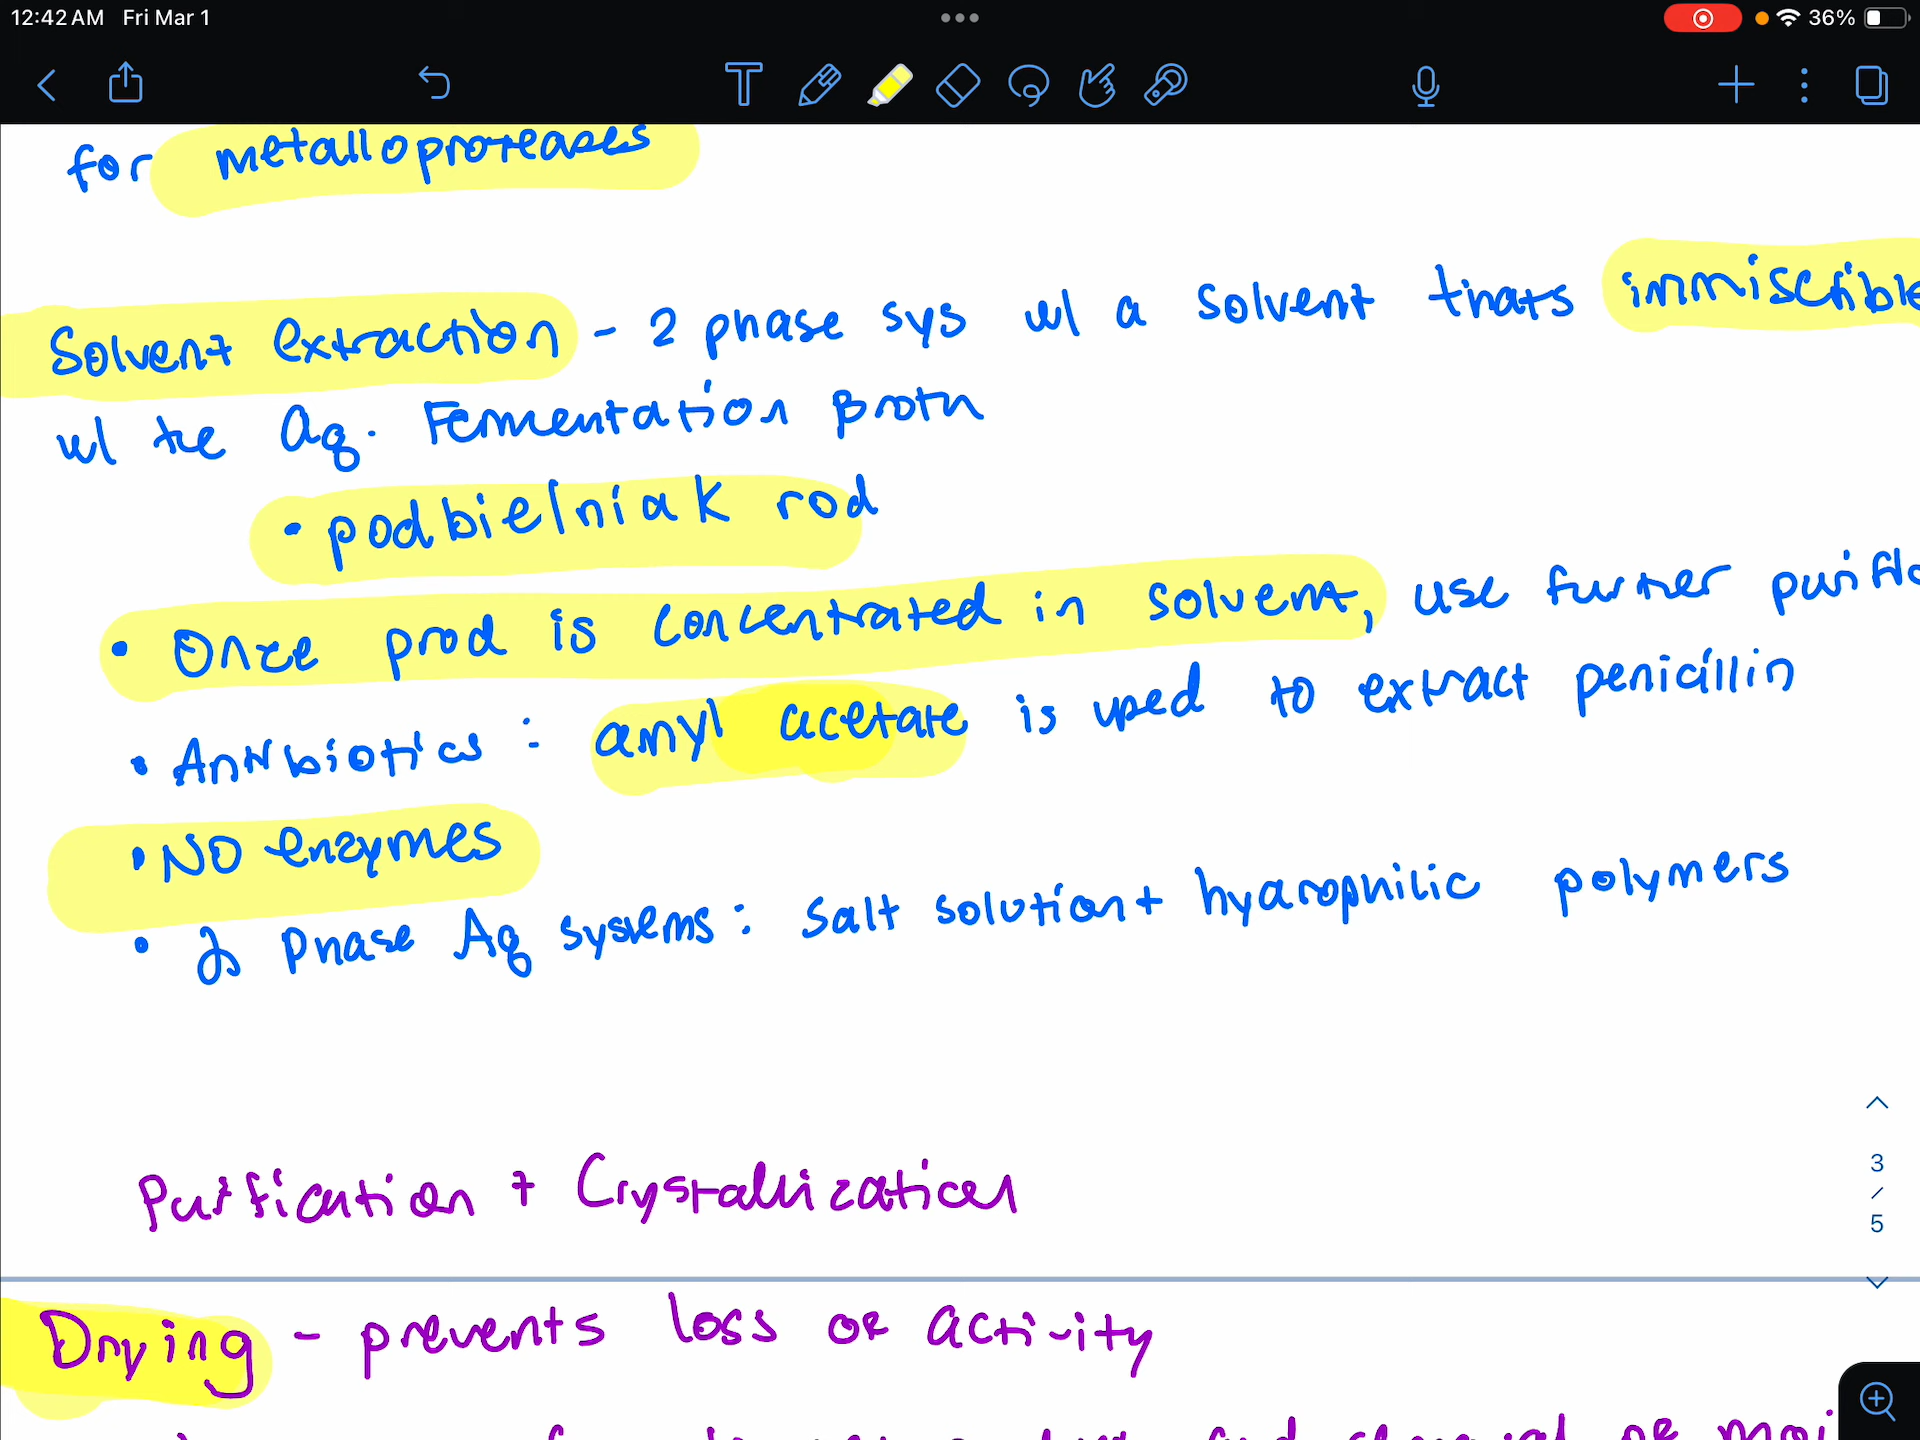 12:42 AM Fri Mar 1
36%
for metalloproteases
Solvent extraction - 2 phase sys w/ a solvent thats immiscible
w/ the Aq. Fermentation Broth
• podbielniak rod
• Once prod is concentrated in solvent, use further
• Antibiotics : amyl acetate is used to extract penicillin
• NO enzymes
• 2 phase Aq systems: salt solution + hydrophilic polymers
3
/
5
Purification + Crystallization
Drying - prevents loss of activity